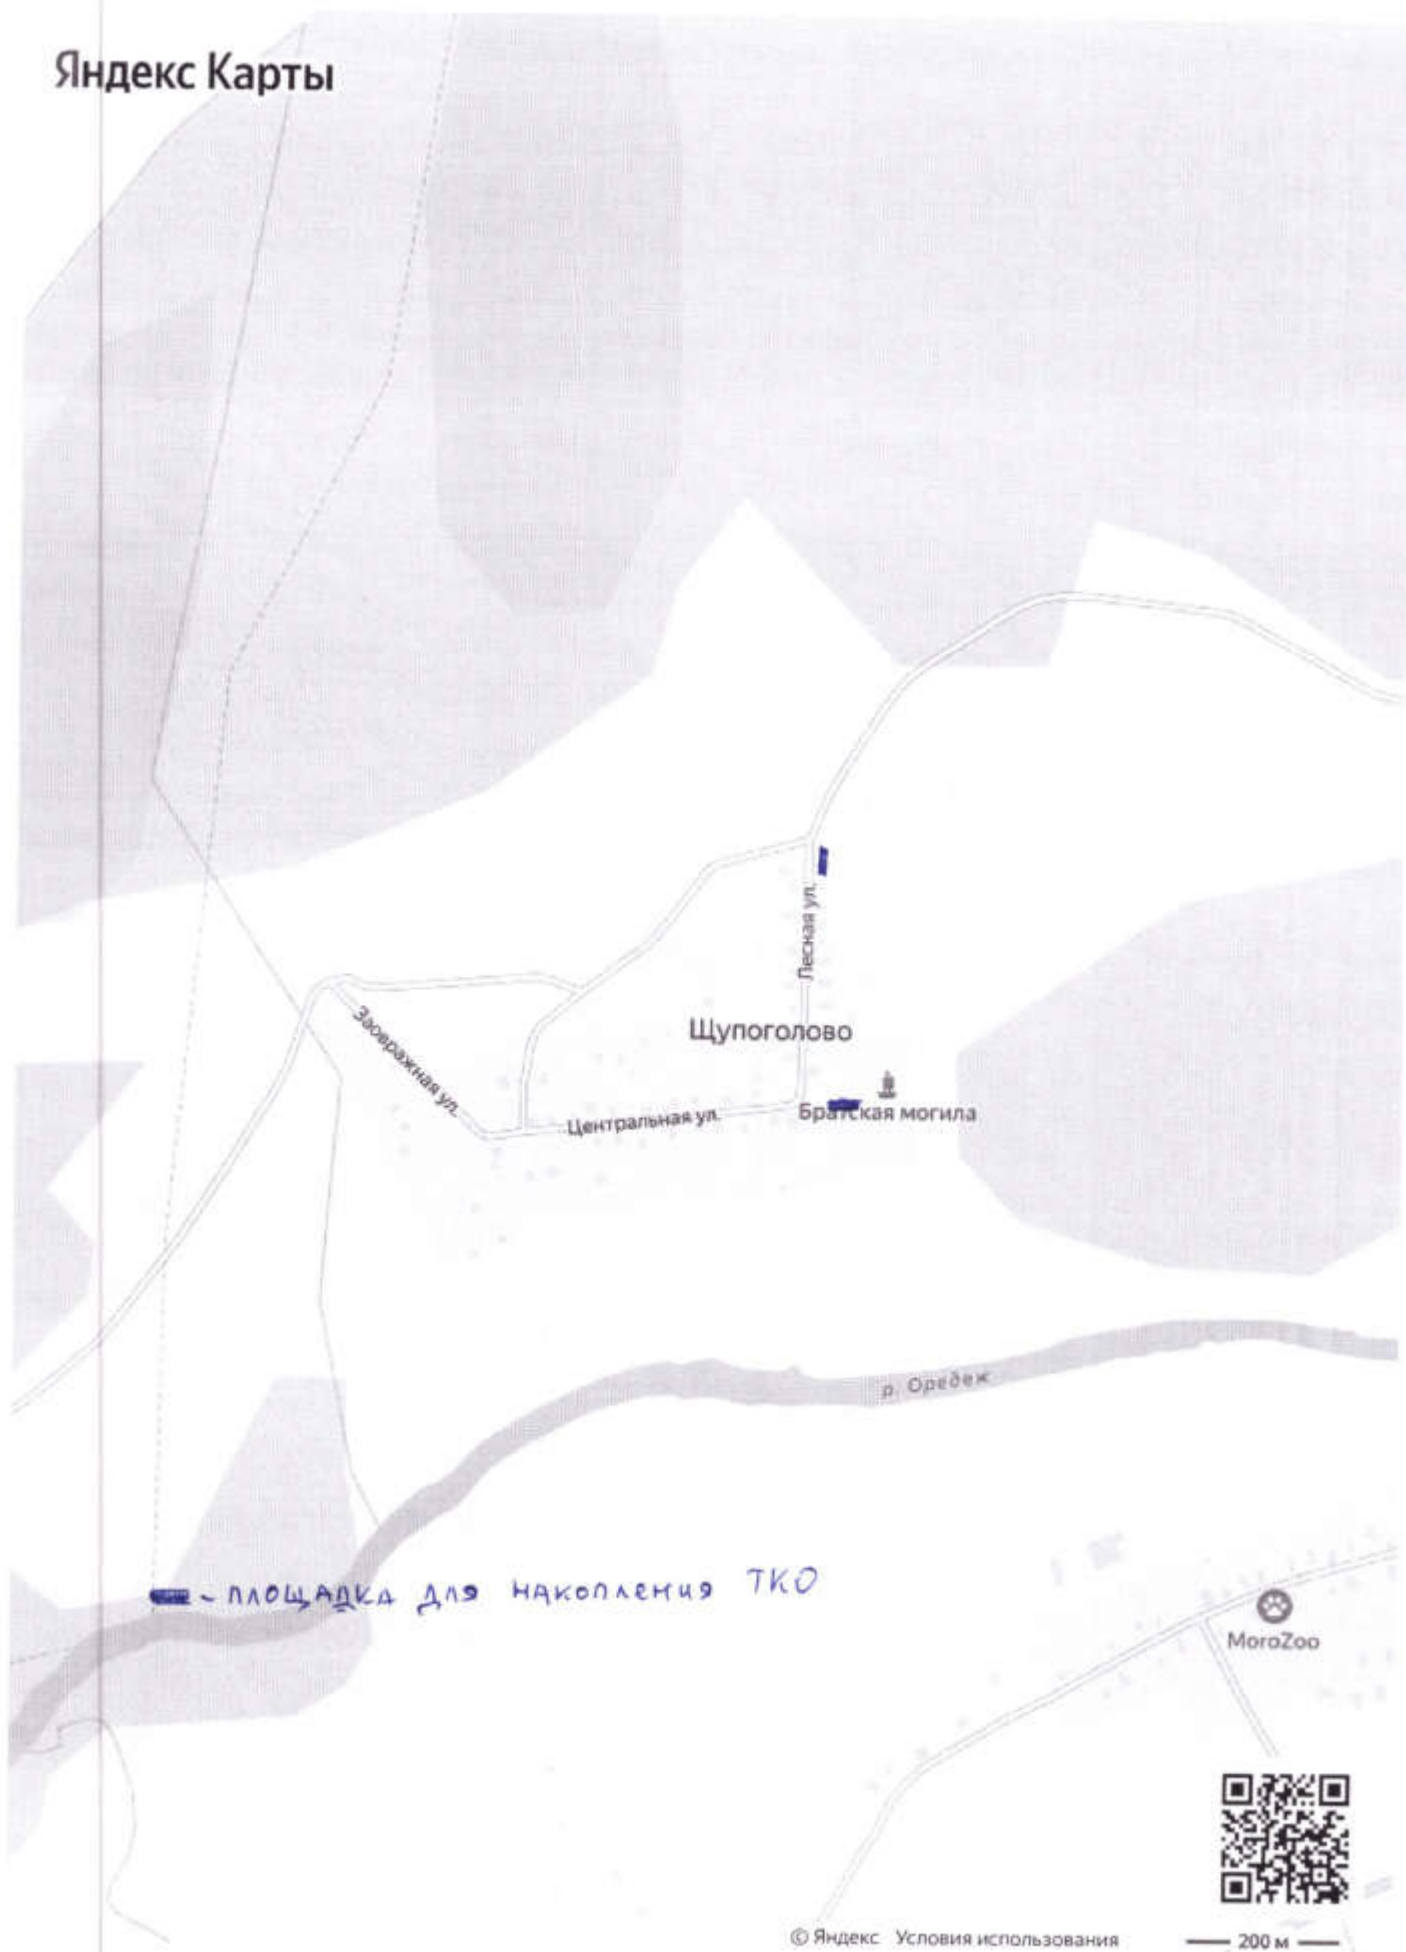 Яндекс Карты
Лесная ул.
Щупоголово
Заовражная ул.
Братская могила
Центральная ул.
р. Оредеж
- площадка для накопления ТКО
MoroZoo
© Яндекс Условия использования
200 м